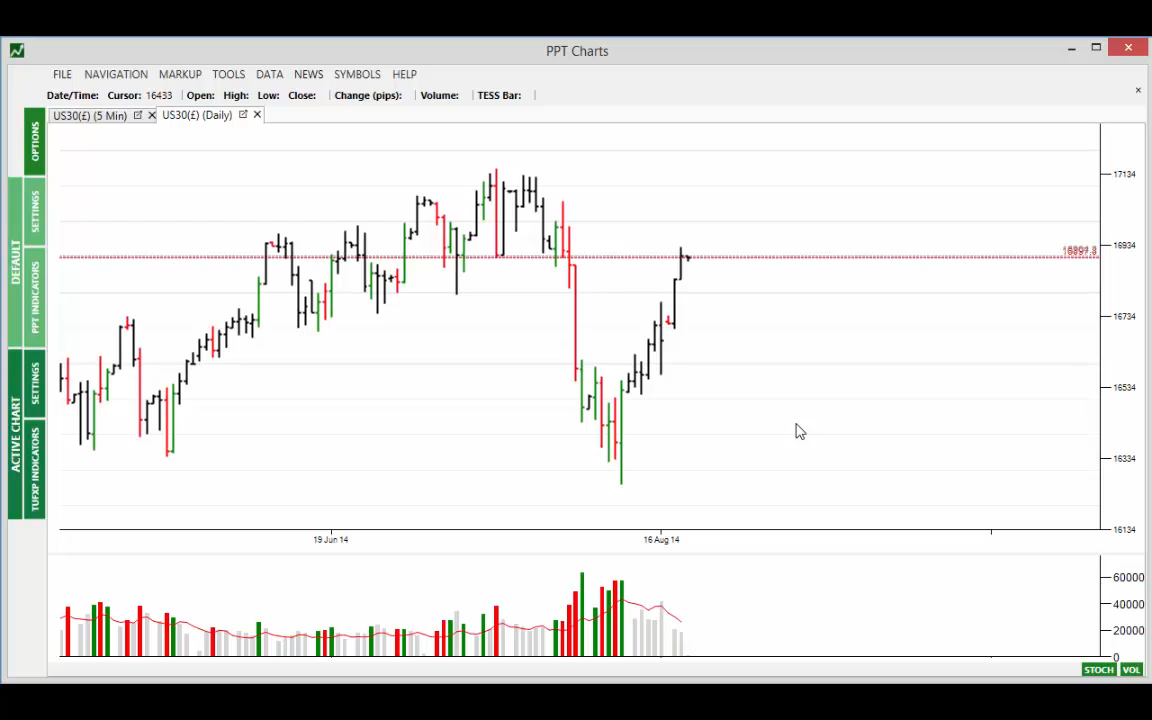 PPT Charts
FILE NAVIGATION MARKUP TOOLS DATA NEWS SYMBOLS HELP
Date/Time: Cursor: 16433 Open: High: Low: Close: Change (pips): Volume: TESS Bar:
US30(£) (5 Min) US30(£) (Daily)
OPTIONS
DEFAULT
SETTINGS
PPT INDICATORS
ACTIVE CHART
SETTINGS
TUFXP INDICATORS
17134
16934
16734
16534
16334
16134
19 Jun 14 16 Aug 14
60000
40000
20000
0
STOCH VOL